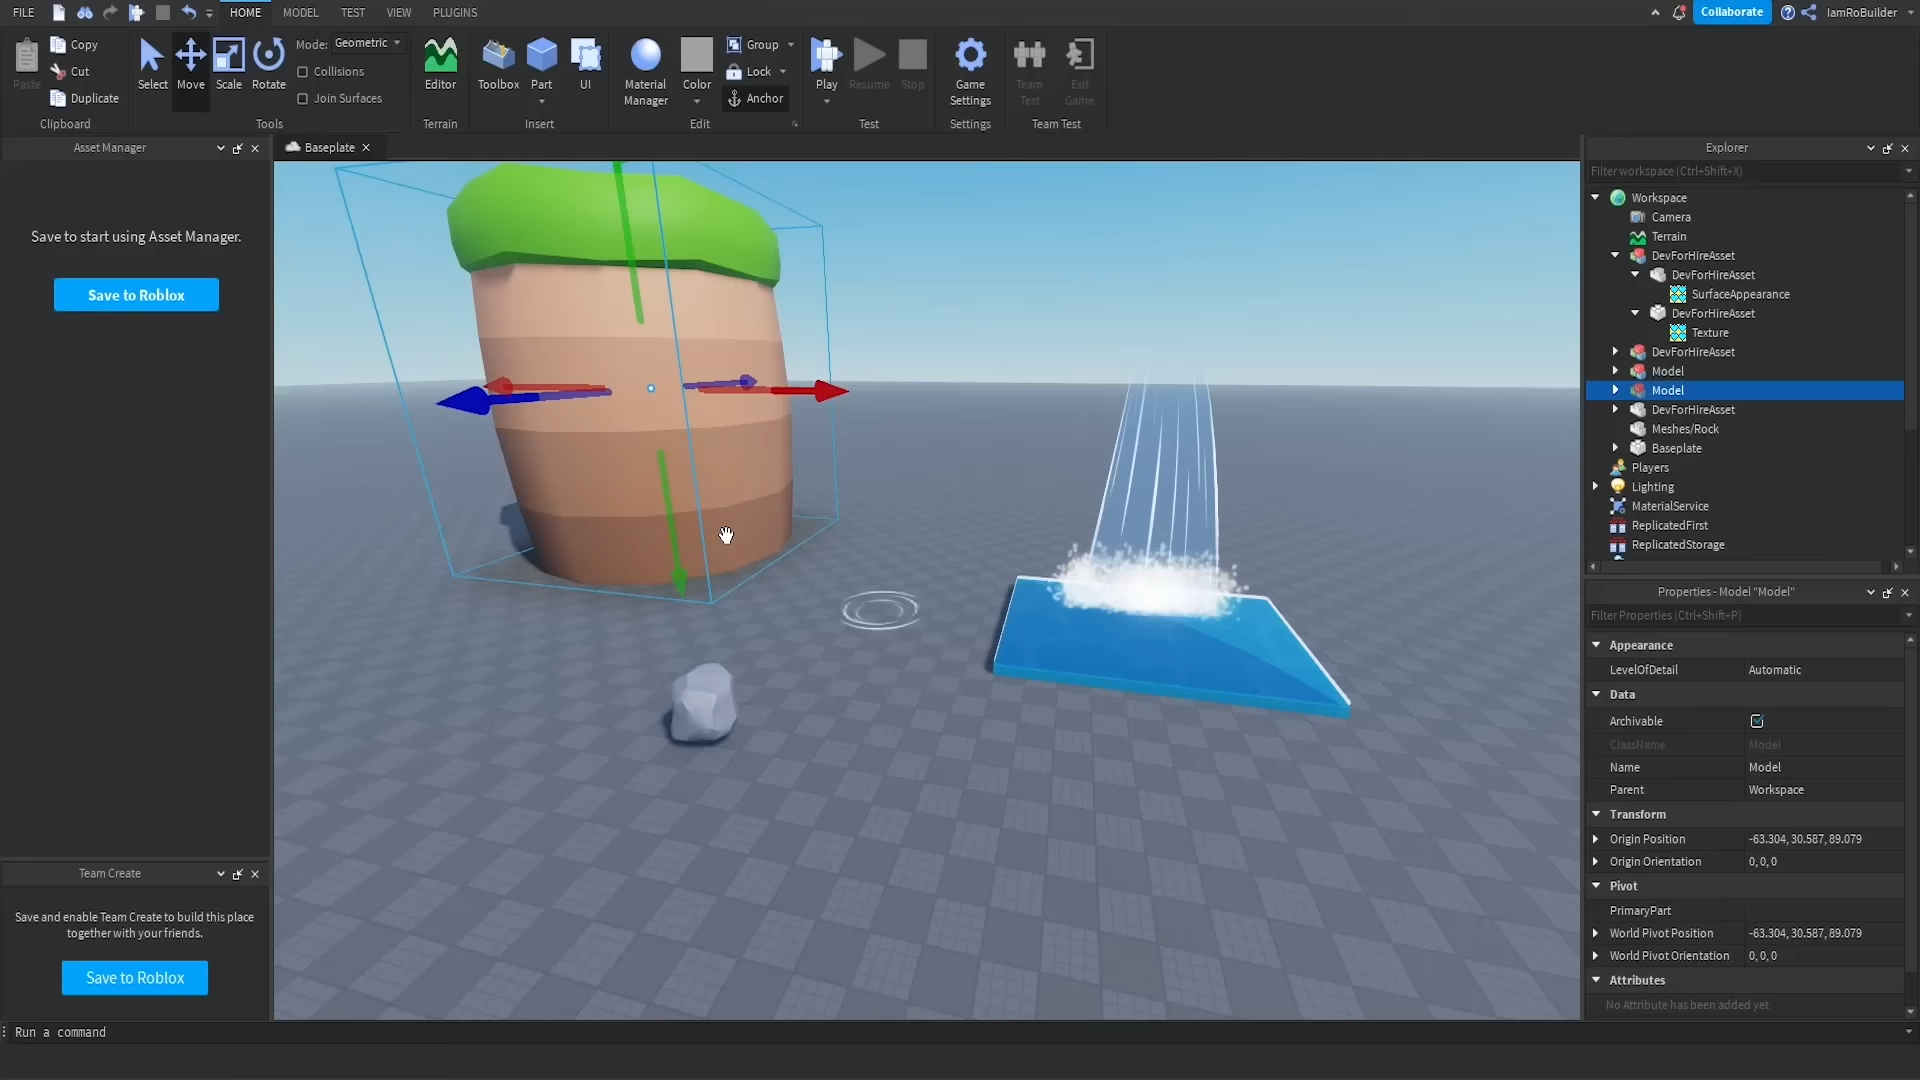 FILE
HOME
MODEL
TEST
VIEW
PLUGINS
Collaborate
IamRoBuilder
Paste
Copy
Cut
Duplicate
Clipboard
Select
Move
Scale
Rotate
Mode:
Geometric
Collisions
Join Surfaces
Tools
Editor
Terrain
Toolbox
Part
UI
Insert
Material
Manager
Color
Group
Lock
Anchor
Edit
Play
Resume
Stop
Test
Game
Settings
Settings
Team
Test
Exit
Game
Team Test
Asset Manager
Save to start using Asset Manager.
Save to Roblox
Team Create
Save and enable Team Create to build this place
together with your friends.
Save to Roblox
Baseplate
Explorer
Filter workspace (Ctrl+Shift+X)
Workspace
Camera
Terrain
DevForHireAsset
DevForHireAsset
SurfaceAppearance
DevForHireAsset
Texture
DevForHireAsset
Model
Model
DevForHireAsset
Meshes/Rock
Baseplate
Players
Lighting
MaterialService
ReplicatedFirst
ReplicatedStorage
Properties - Model "Model"
Filter Properties (Ctrl+Shift+P)
Appearance
LevelOfDetail Automatic
Data
Archivable
ClassName Model
Name Model
Parent Workspace
Transform
Origin Position -63.304, 30.587, 89.079
Origin Orientation 0, 0, 0
Pivot
PrimaryPart
World Pivot Position -63.304, 30.587, 89.079
World Pivot Orientation 0, 0, 0
Attributes
No Attribute has been added yet
Run a command